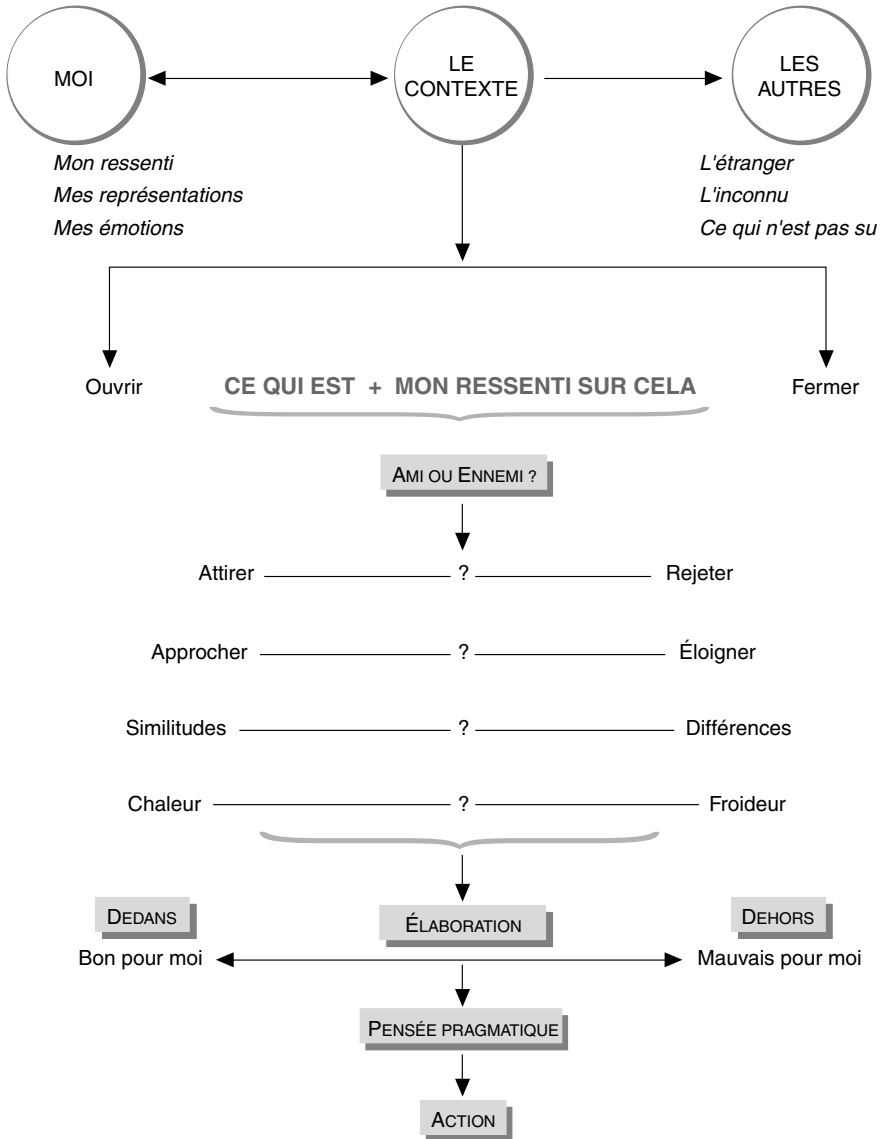 MOI
LE
CONTEXTE
LES
AUTRES
Mon ressenti
Mes représentations
Mes émotions
L'étranger
L'inconnu
Ce qui n'est pas su
Ouvrir
CE QUI EST + MON RESSENTI SUR CELA
Fermer
AMI OU ENNEMI ?
Attirer ? Rejeter
Approcher ? Éloigner
Similitudes ? Différences
Chaleur ? Froideur
DEDANS
ÉLABORATION
DEHORS
Bon pour moi
Mauvais pour moi
PENSÉE PRAGMATIQUE
ACTION